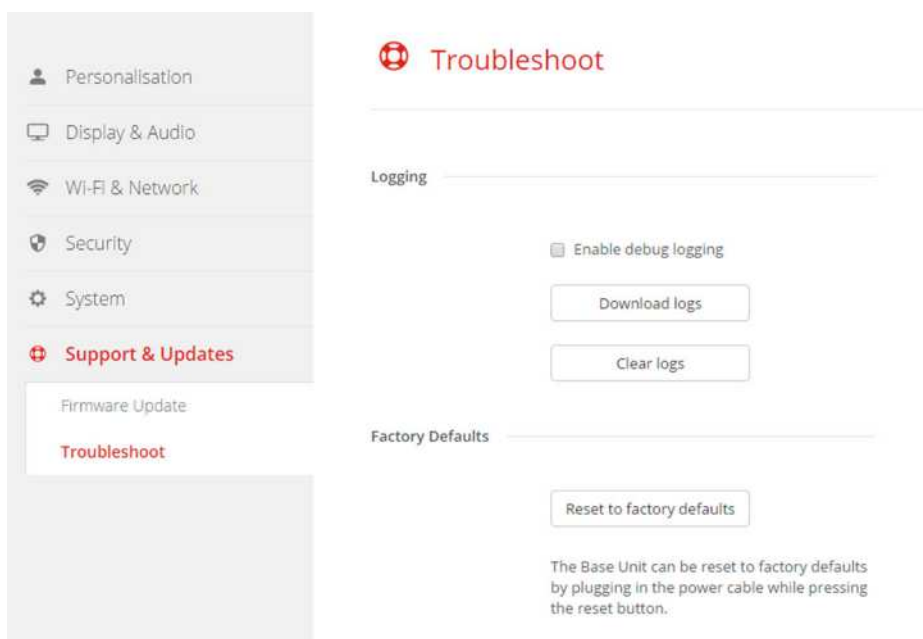 Personalisation
Display & Audio
Wi-Fi & Network
Security
System
Support & Updates
Firmware Update
Troubleshoot
Troubleshoot
Logging
Enable debug logging
Download logs
Clear logs
Factory Defaults
Reset to factory defaults
The Base Unit can be reset to factory defaults
by plugging in the power cable while pressing
the reset button.